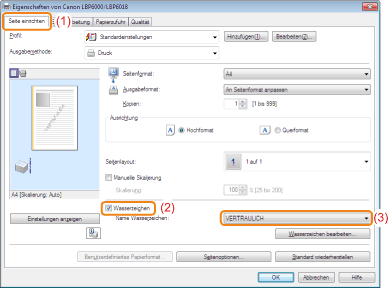 Eigenschaften von Canon LBP6000/LBP6018
Seite einrichten (1) beitung Papierzufuhr Qualität
Profil: Standardeinstellungen Hinzufügen(1)... Bearbeiten(2)...
Ausgabemethode: Druck
Seitenformat: A4
Ausgabeformat: An Seitenformat anpassen
Kopien: 1 [1 bis 999]
Ausrichtung
A Hochformat A Querformat
Seitenlayout: 1 1 auf 1
Manuelle Skalierung
A4 [Skalierung: Auto] Skalierung: 100 % [25 bis 200]
Wasserzeichen (2)
Einstellungen anzeigen Name Wasserzeichen: VERTRAULICH (3)
Wasserzeichen bearbeiten...
Benutzerdefiniertes Papierformat... Seitenoptionen... Standard wiederherstellen
OK Abbrechen Hilfe